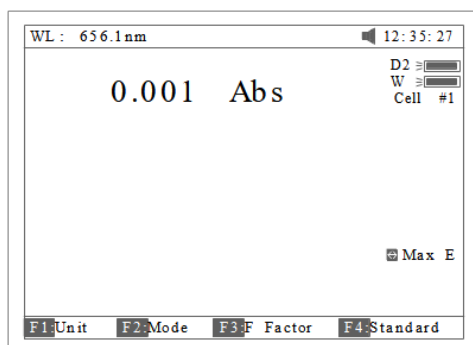 WL: 656.1nm 12:35:27
D2
W
0.001 Abs
Cell #1
Max E
F1:Unit F2:Mode F3:F Factor F4:Standard